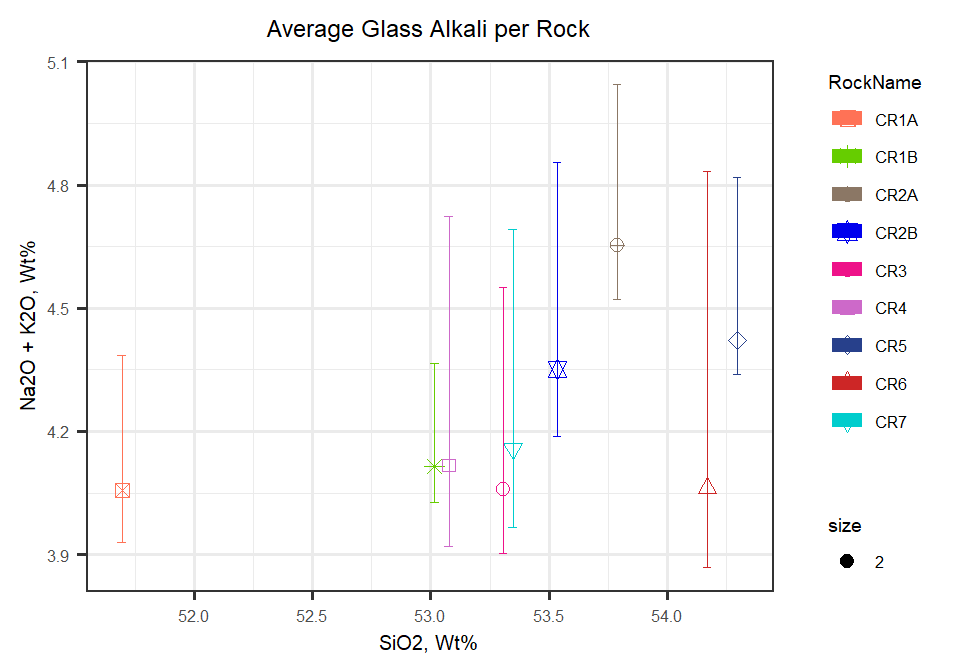 Average Glass Alkali per Rock
5.1
4.8
4.5
4.2
3.9
Na2O + K2O, Wt%
52.0 52.5 53.0 53.5 54.0
SiO2, Wt%
RockName
CR1A
CR1B
CR2A
CR2B
CR3
CR4
CR5
CR6
CR7
size
2